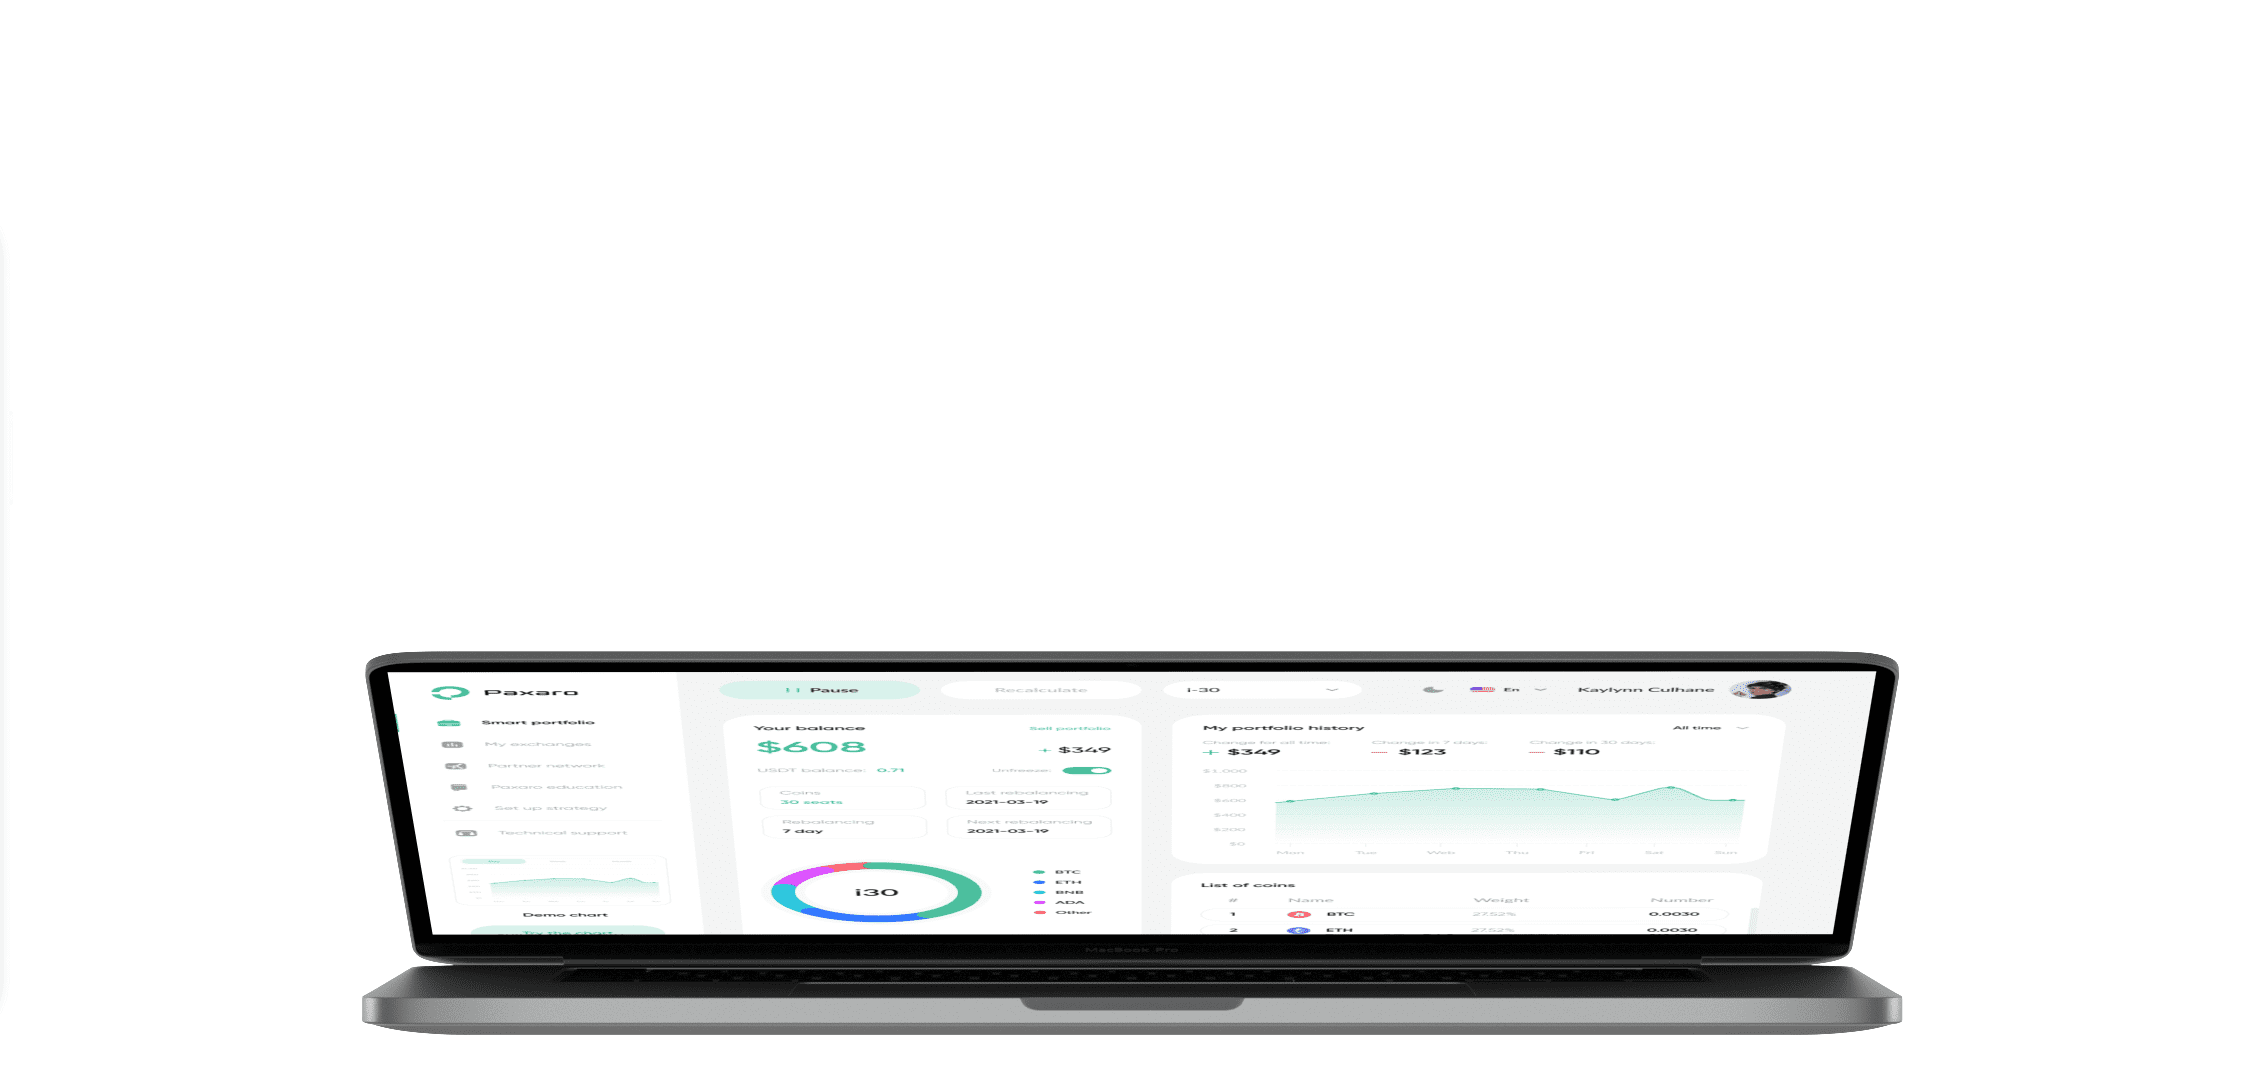 Paxaro
Smart portfolio
My exchanges
Partner network
Paxaro education
Set up strategy
Technical support
Demo chart
Try the chart
Pause
Recalculate
i-30
En
Kaylynn Culhane
Your balance
Sell portfolio
$608
+ $349
USDT balance: 0.71
Unfreeze:
Coins
30 seats
Last rebalancing
2021-03-19
Rebalancing
7 day
Next rebalancing
2021-03-19
i30
BTC
ETH
BNB
ADA
Other
My portfolio history
All time
Change for all time:
+ $349
Change in 7 days:
— $123
Change in 30 days:
— $110
$1,000
$800
$600
$400
$200
$0
Mon Tue Web Thu Fri Sat Sun
List of coins
# Name Weight Number
1 BTC 27.52% 0.0030
2 ETH 27.52% 0.0030
MacBook Pro